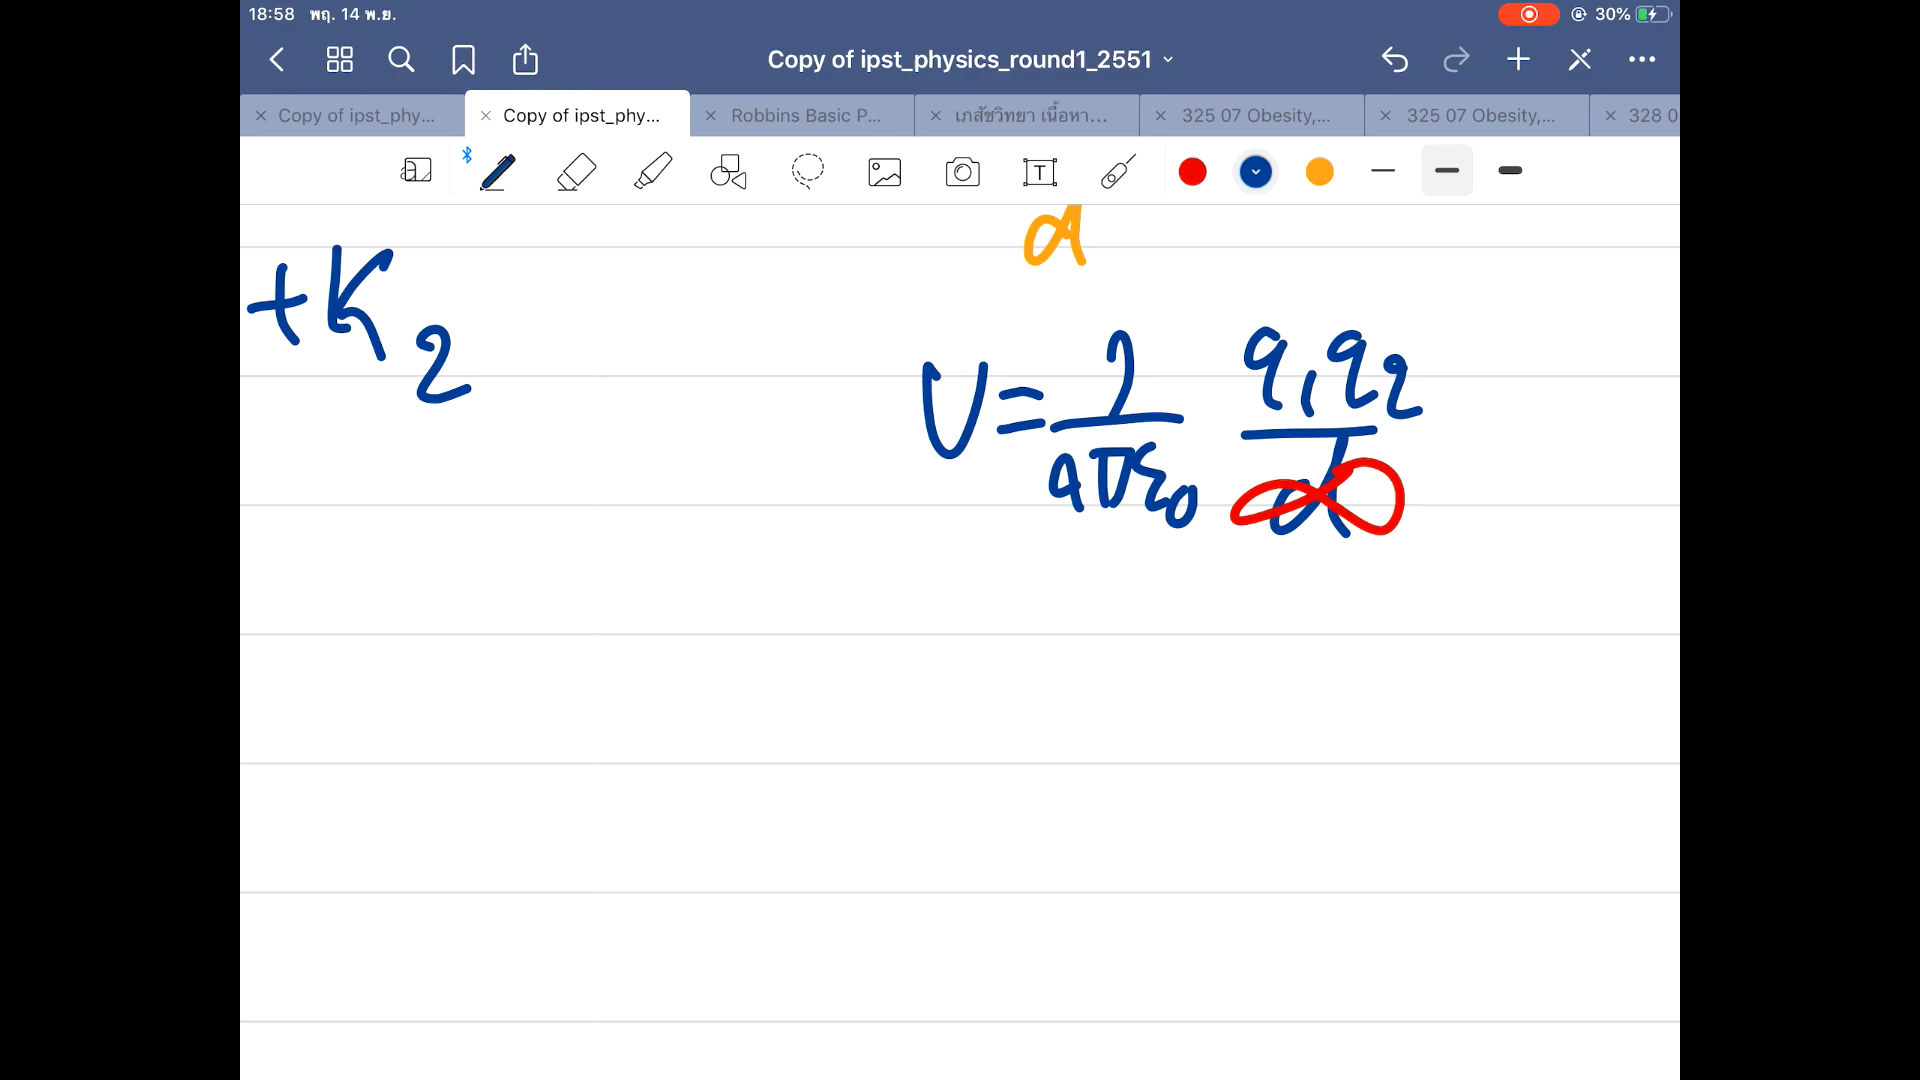 18:58 พฤ. 14 พ.ย. 30%
Copy of ipst_physics_round1_2551
Copy of ipst_phy... Copy of ipst_phy... Robbins Basic P... เภสัชวิทยา เนื้อหา... 325 07 Obesity,... 325 07 Obesity,... 328 0
T
d
+K₂
U = 1/4πε₀ q₁q₂/d
∞